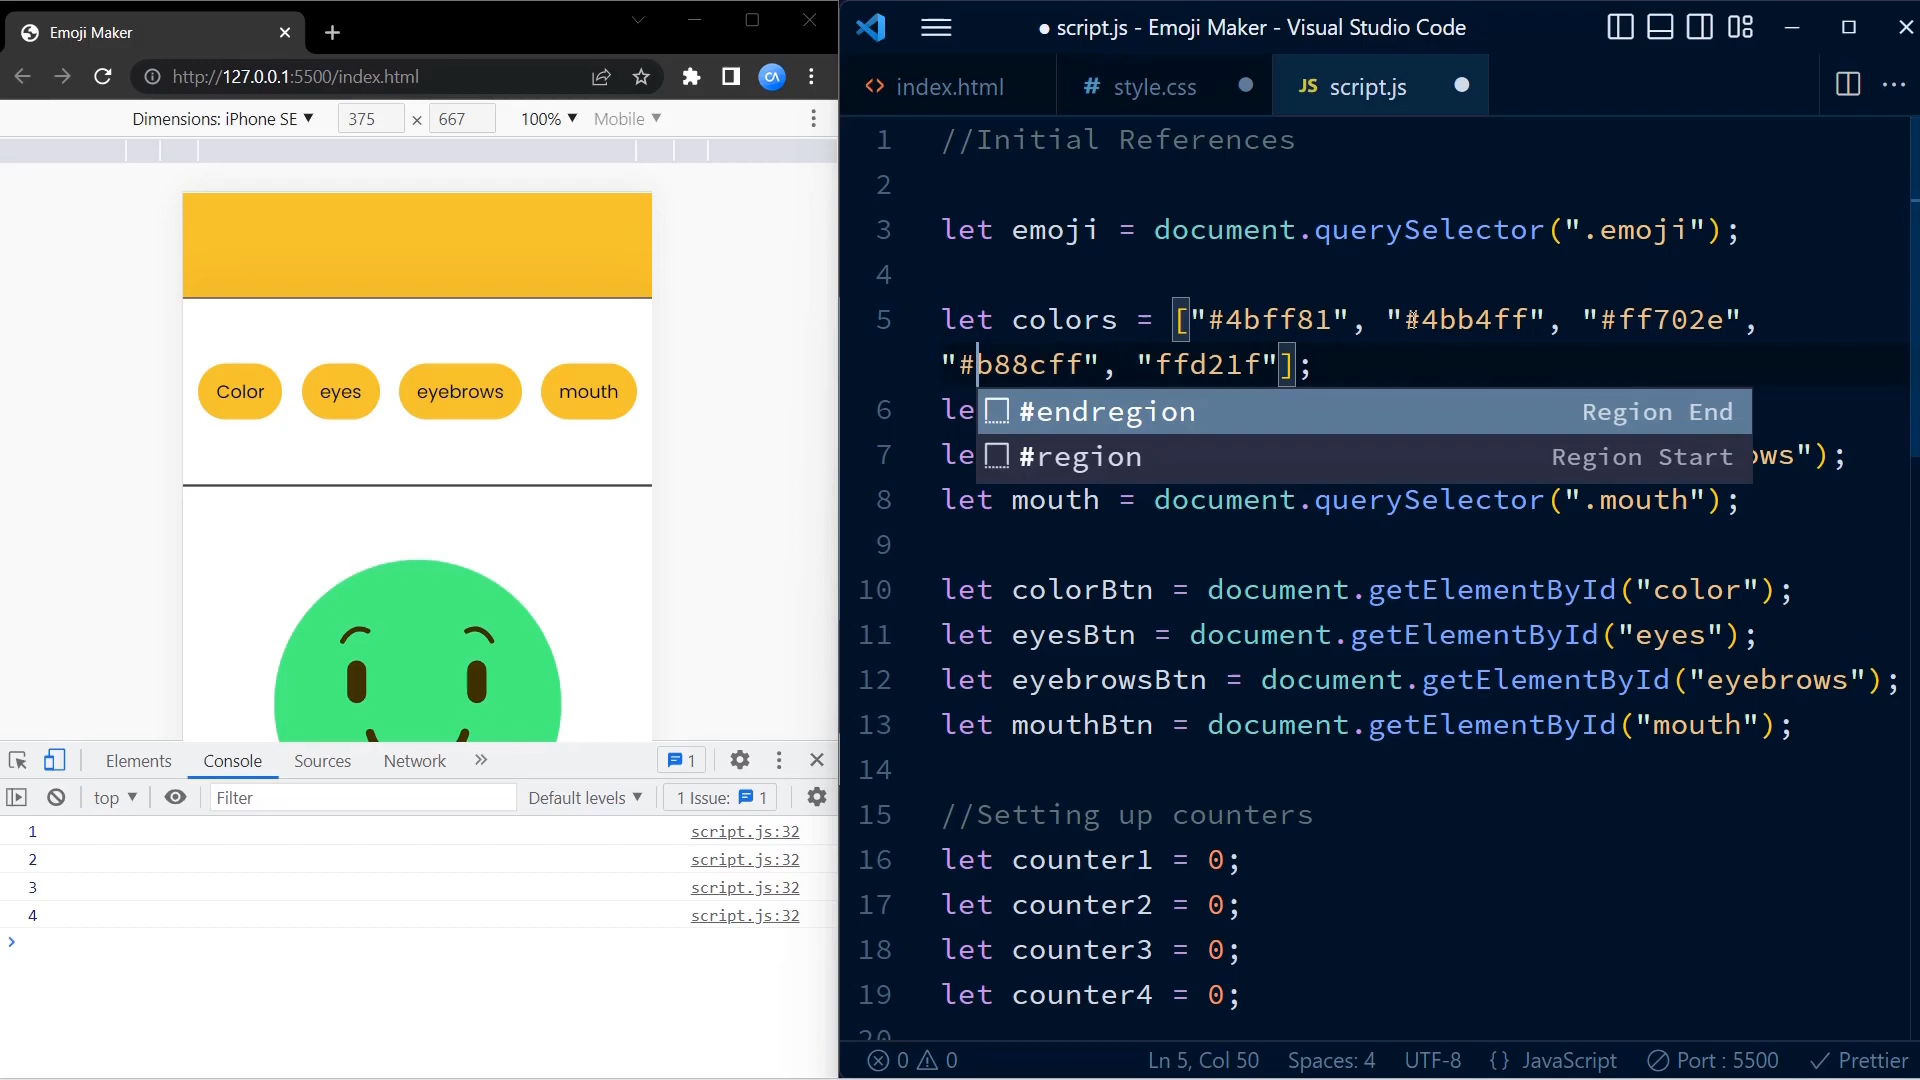 Emoji Maker
http://127.0.0.1:5500/index.html
Dimensions: iPhone SE ▼ 375 × 667 100% ▼ Mobile ▼
Color eyes eyebrows mouth
Elements Console Sources Network » 1
top ▼ Filter Default levels ▼ 1 Issue: 1
1 script.js:32
2 script.js:32
3 script.js:32
4 script.js:32
>
● script.js - Emoji Maker - Visual Studio Code
<> index.html # style.css ● JS script.js ●
1 //Initial References
2
3 let emoji = document.querySelector(".emoji");
4
5 let colors = ["#4bff81", "#4bb4ff", "#ff702e",
"#b88cff", "ffd21f"];
6 le
#endregion Region End
7 le ows");
#region Region Start
8 let mouth = document.querySelector(".mouth");
9
10 let colorBtn = document.getElementById("color");
11 let eyesBtn = document.getElementById("eyes");
12 let eyebrowsBtn = document.getElementById("eyebrows");
13 let mouthBtn = document.getElementById("mouth");
14
15 //Setting up counters
16 let counter1 = 0;
17 let counter2 = 0;
18 let counter3 = 0;
19 let counter4 = 0;
20
0 0 Ln 5, Col 50 Spaces: 4 UTF-8 {} JavaScript Port : 5500 ✓ Prettier